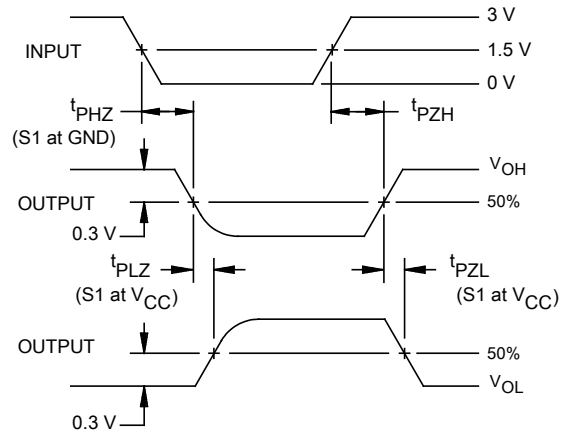 3 V
INPUT
1.5 V
0 V
tPHZ
(S1 at GND)
tPZH
VOH
OUTPUT
50%
0.3 V
tPLZ
(S1 at VCC)
tPZL
(S1 at VCC)
OUTPUT
50%
VOL
0.3 V